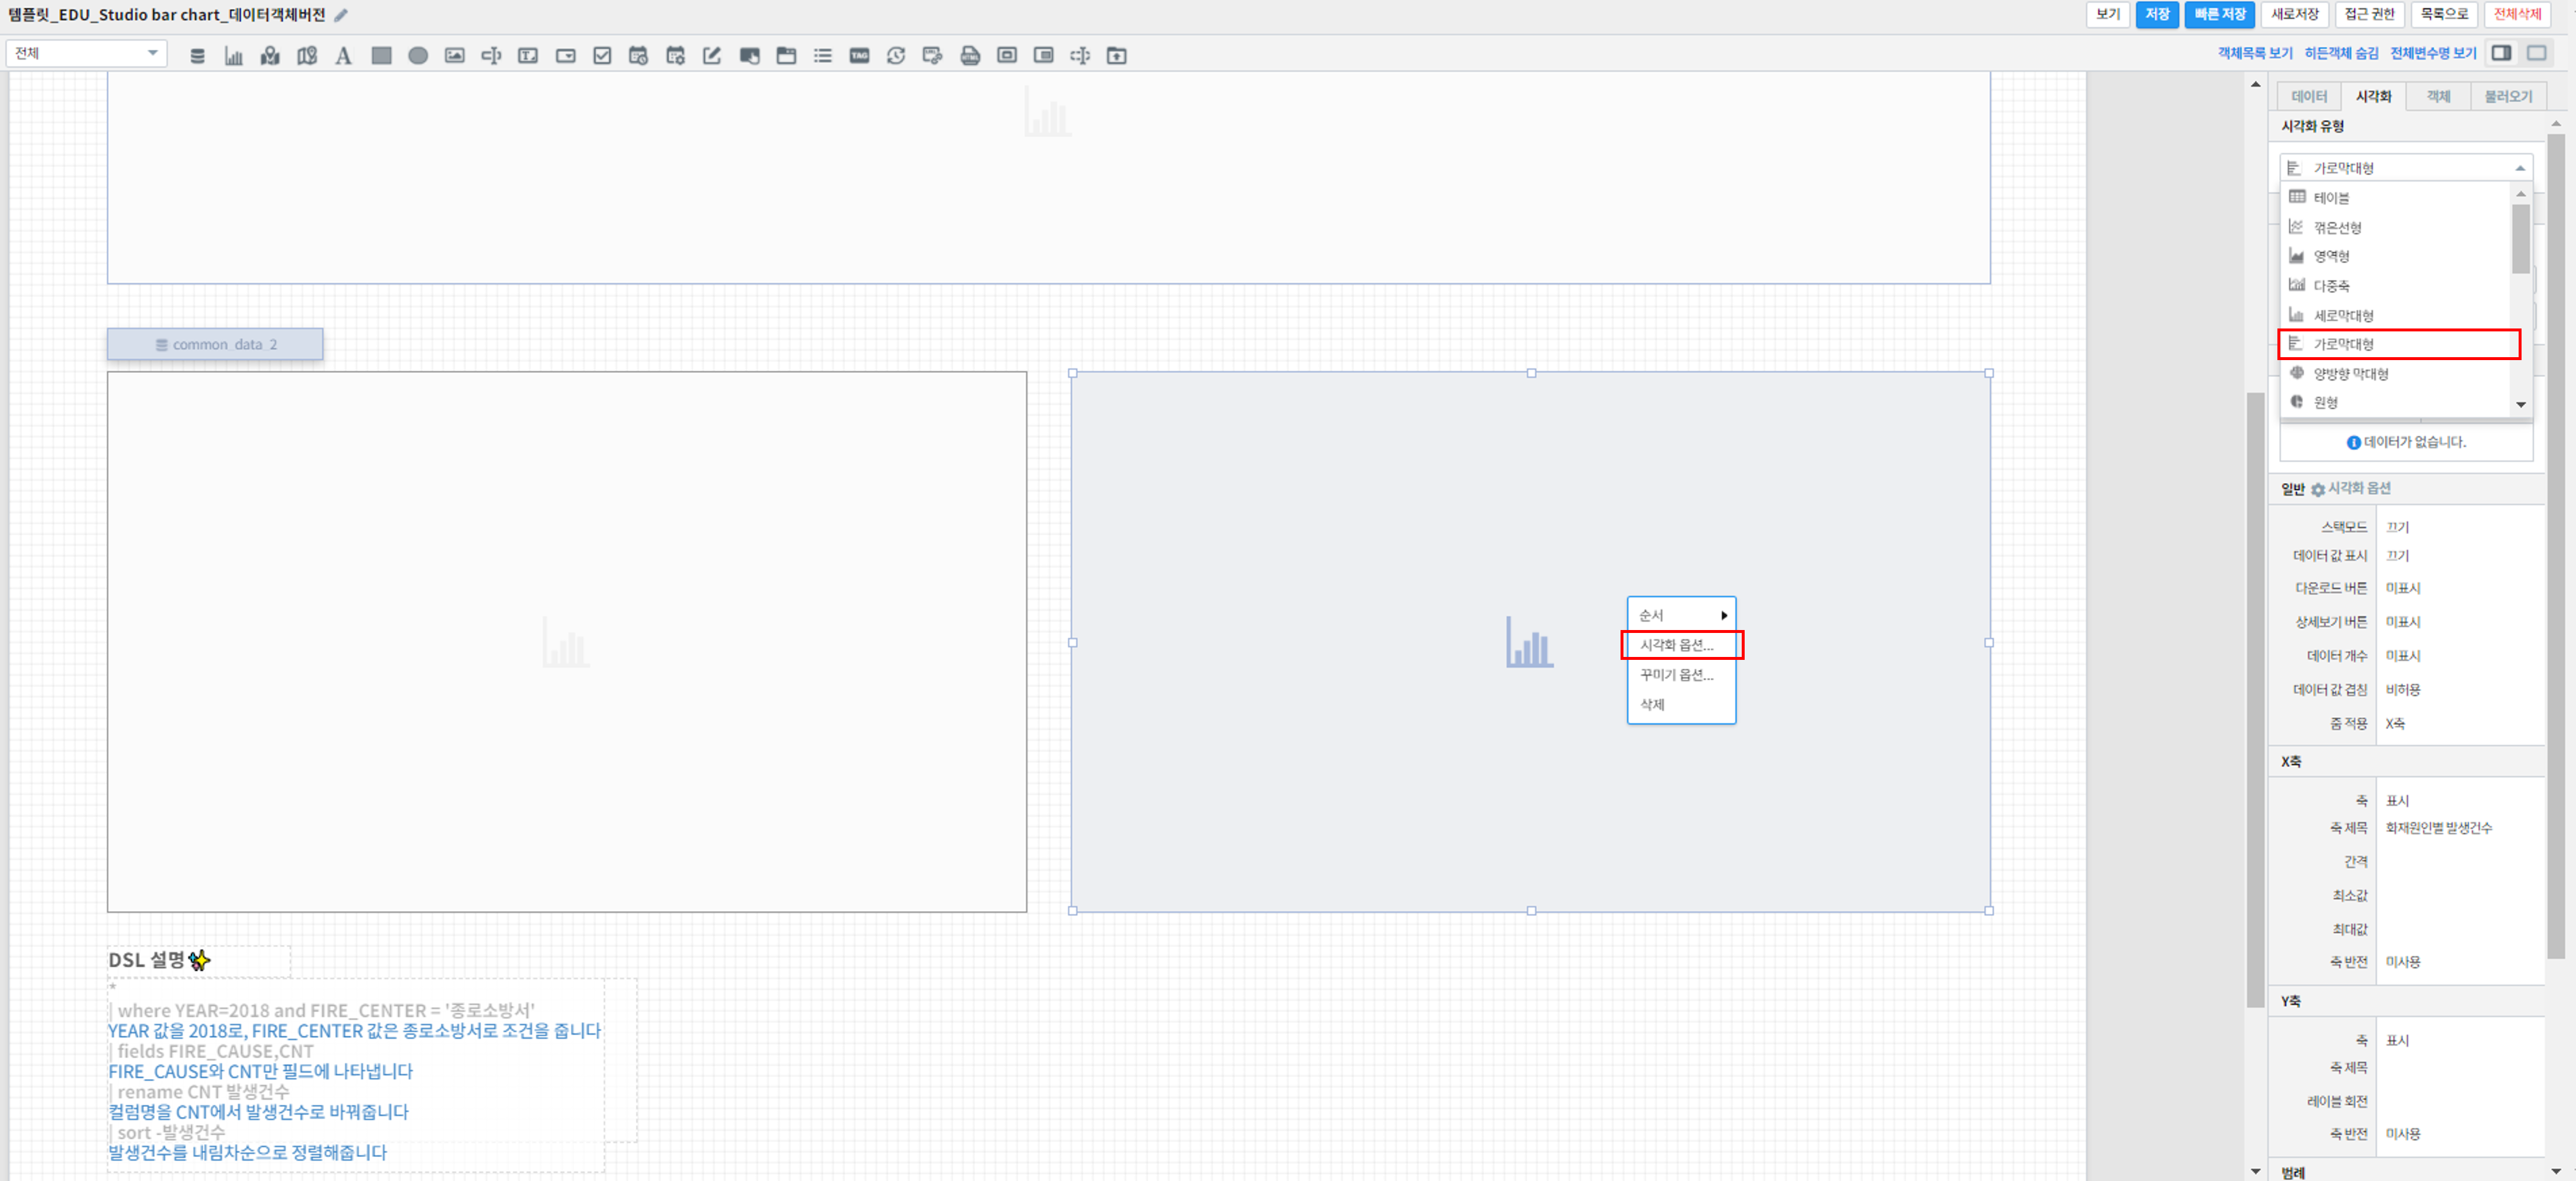 템플릿_EDU_Studio bar chart_데이터객체버전
보기 저장 빠른 저장 새로저장 접근 권한 목록으로 전체삭제
전체
TAG
객체목록 보기 히든객체 숨김 전체변수명 보기
데이터 시각화 객체 불러오기
시각화 유형
가로막대형
테이블
꺾은선형
영역형
다중축
세로막대형
가로막대형
양방향 막대형
원형
데이터가 없습니다.
common_data_2
순서
시각화 옵션...
꾸미기 옵션...
삭제
일반 시각화 옵션
스택모드 끄기
데이터 값 표시 끄기
다운로드 버튼 미표시
상세보기 버튼 미표시
데이터 개수 미표시
데이터 값 겹침 비허용
줌 적용 X축
X축
축 표시
축 제목 화재원인별 발생건수
간격
최소값
최대값
축 반전 미사용
Y축
축 표시
축 제목
레이블 회전
축 반전 미사용
범례
DSL 설명
*
| where YEAR=2018 and FIRE_CENTER = '종로소방서'
YEAR 값을 2018로, FIRE_CENTER 값은 종로소방서로 조건을 줍니다
| fields FIRE_CAUSE,CNT
FIRE_CAUSE와 CNT만 필드에 나타냅니다
| rename CNT 발생건수
컬럼명을 CNT에서 발생건수로 바꿔줍니다
| sort -발생건수
발생건수를 내림차순으로 정렬해줍니다